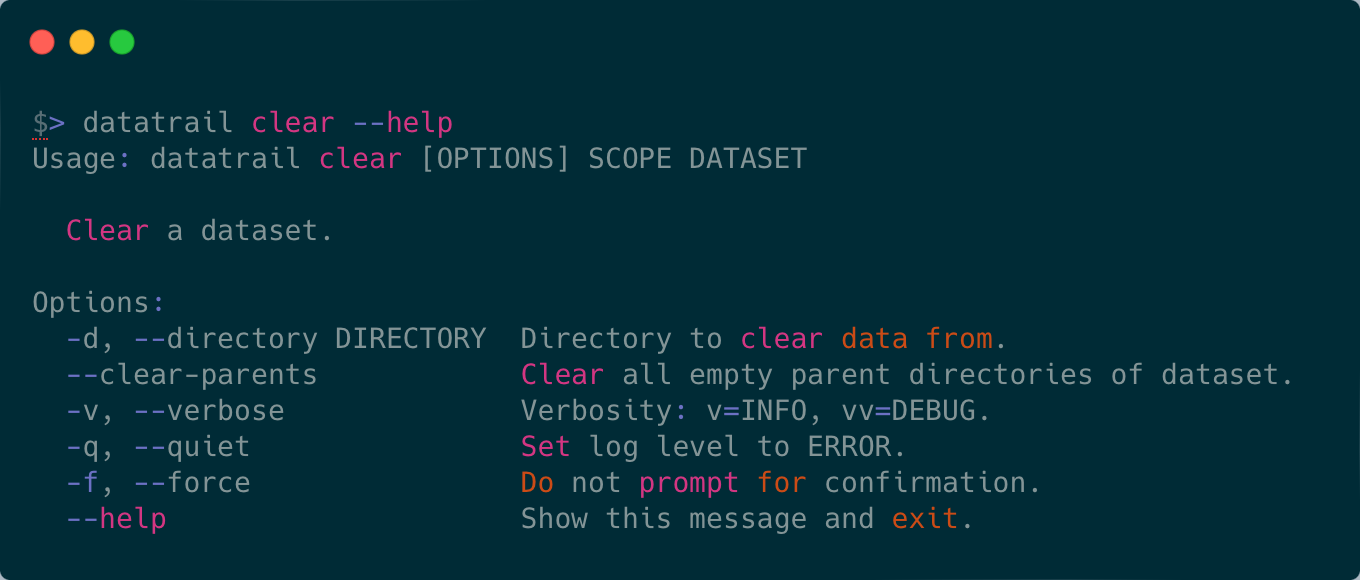 $> datatrail clear --help
Usage: datatrail clear [OPTIONS] SCOPE DATASET
Clear a dataset.
Options:
-d, --directory DIRECTORY  Directory to clear data from.
--clear-parents            Clear all empty parent directories of dataset.
-v, --verbose              Verbosity: v=INFO, vv=DEBUG.
-q, --quiet                Set log level to ERROR.
-f, --force                Do not prompt for confirmation.
--help                     Show this message and exit.